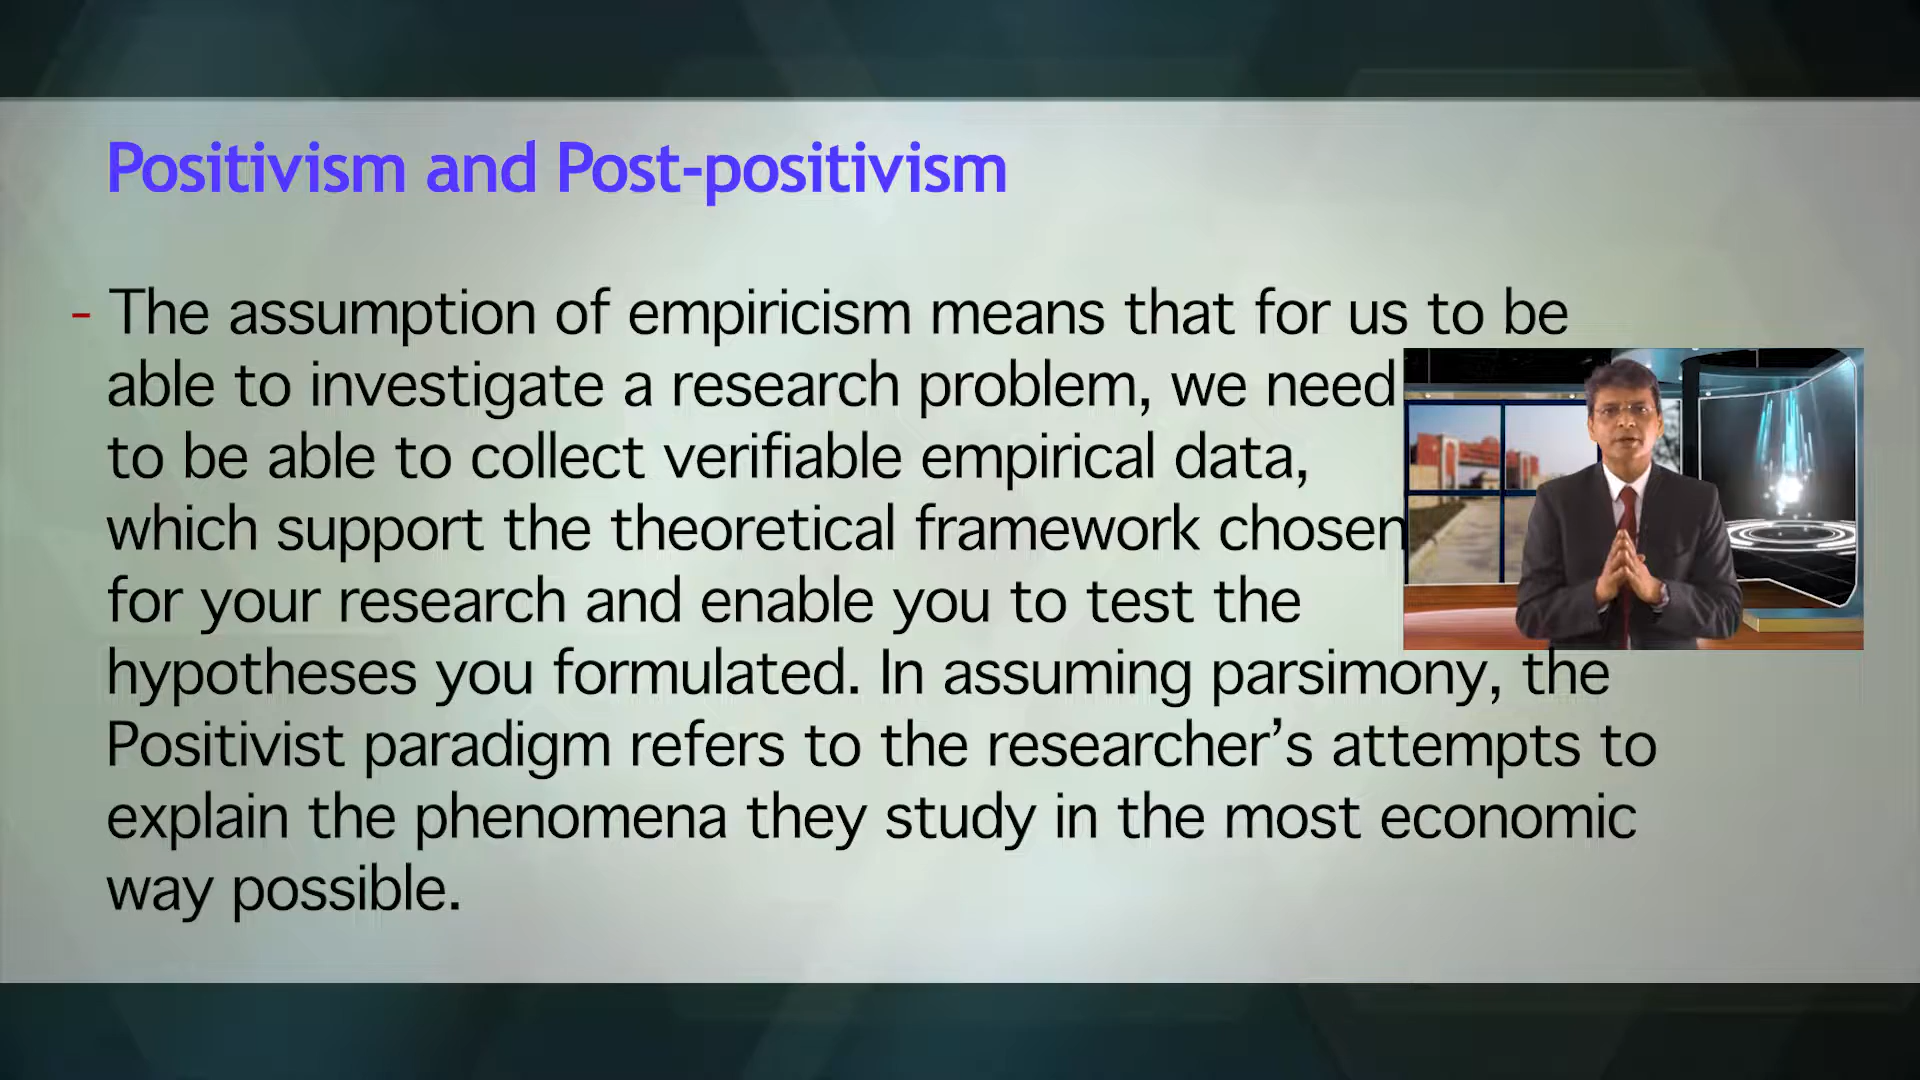 Positivism and Post-positivism
- The assumption of empiricism means that for us to be
able to investigate a research problem, we need
to be able to collect verifiable empirical data,
which support the theoretical framework chosen
for your research and enable you to test the
hypotheses you formulated. In assuming parsimony, the
Positivist paradigm refers to the researcher’s attempts to
explain the phenomena they study in the most economic
way possible.